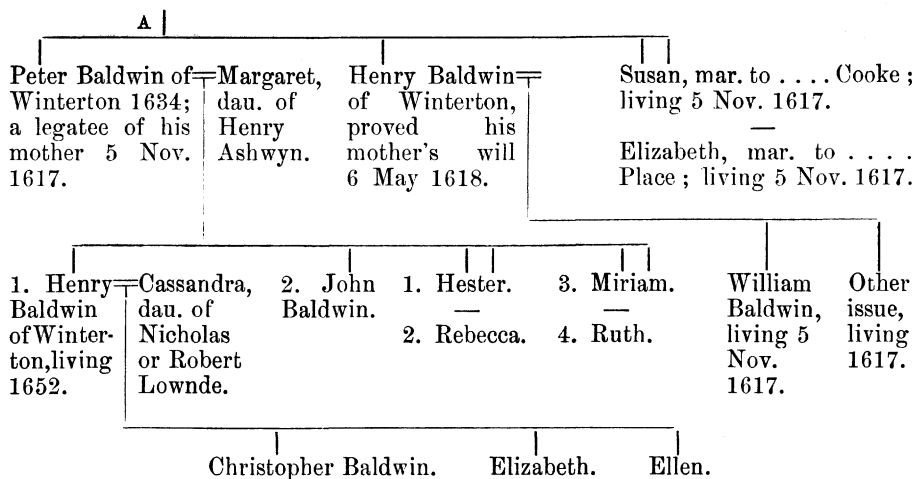 A
Peter Baldwin of
Winterton 1634;
a legatee of his
mother 5 Nov.
1617.
Margaret,
dau. of
Henry
Ashwyn.
Henry Baldwin
of Winterton,
proved his
mother's will
6 May 1618.
Susan, mar. to . . . . Cooke ;
living 5 Nov. 1617.
—
Elizabeth, mar. to . . . .
Place ; living 5 Nov. 1617.
1. Henry
Baldwin
of Winter-
ton, living
1652.
Cassandra,
dau. of
Nicholas
or Robert
Lownde.
2. John
Baldwin.
1. Hester.
—
2. Rebecca.
3. Miriam.
—
4. Ruth.
William
Baldwin,
living 5
Nov.
1617.
Other
issue,
living
1617.
Christopher Baldwin.
Elizabeth.
Ellen.